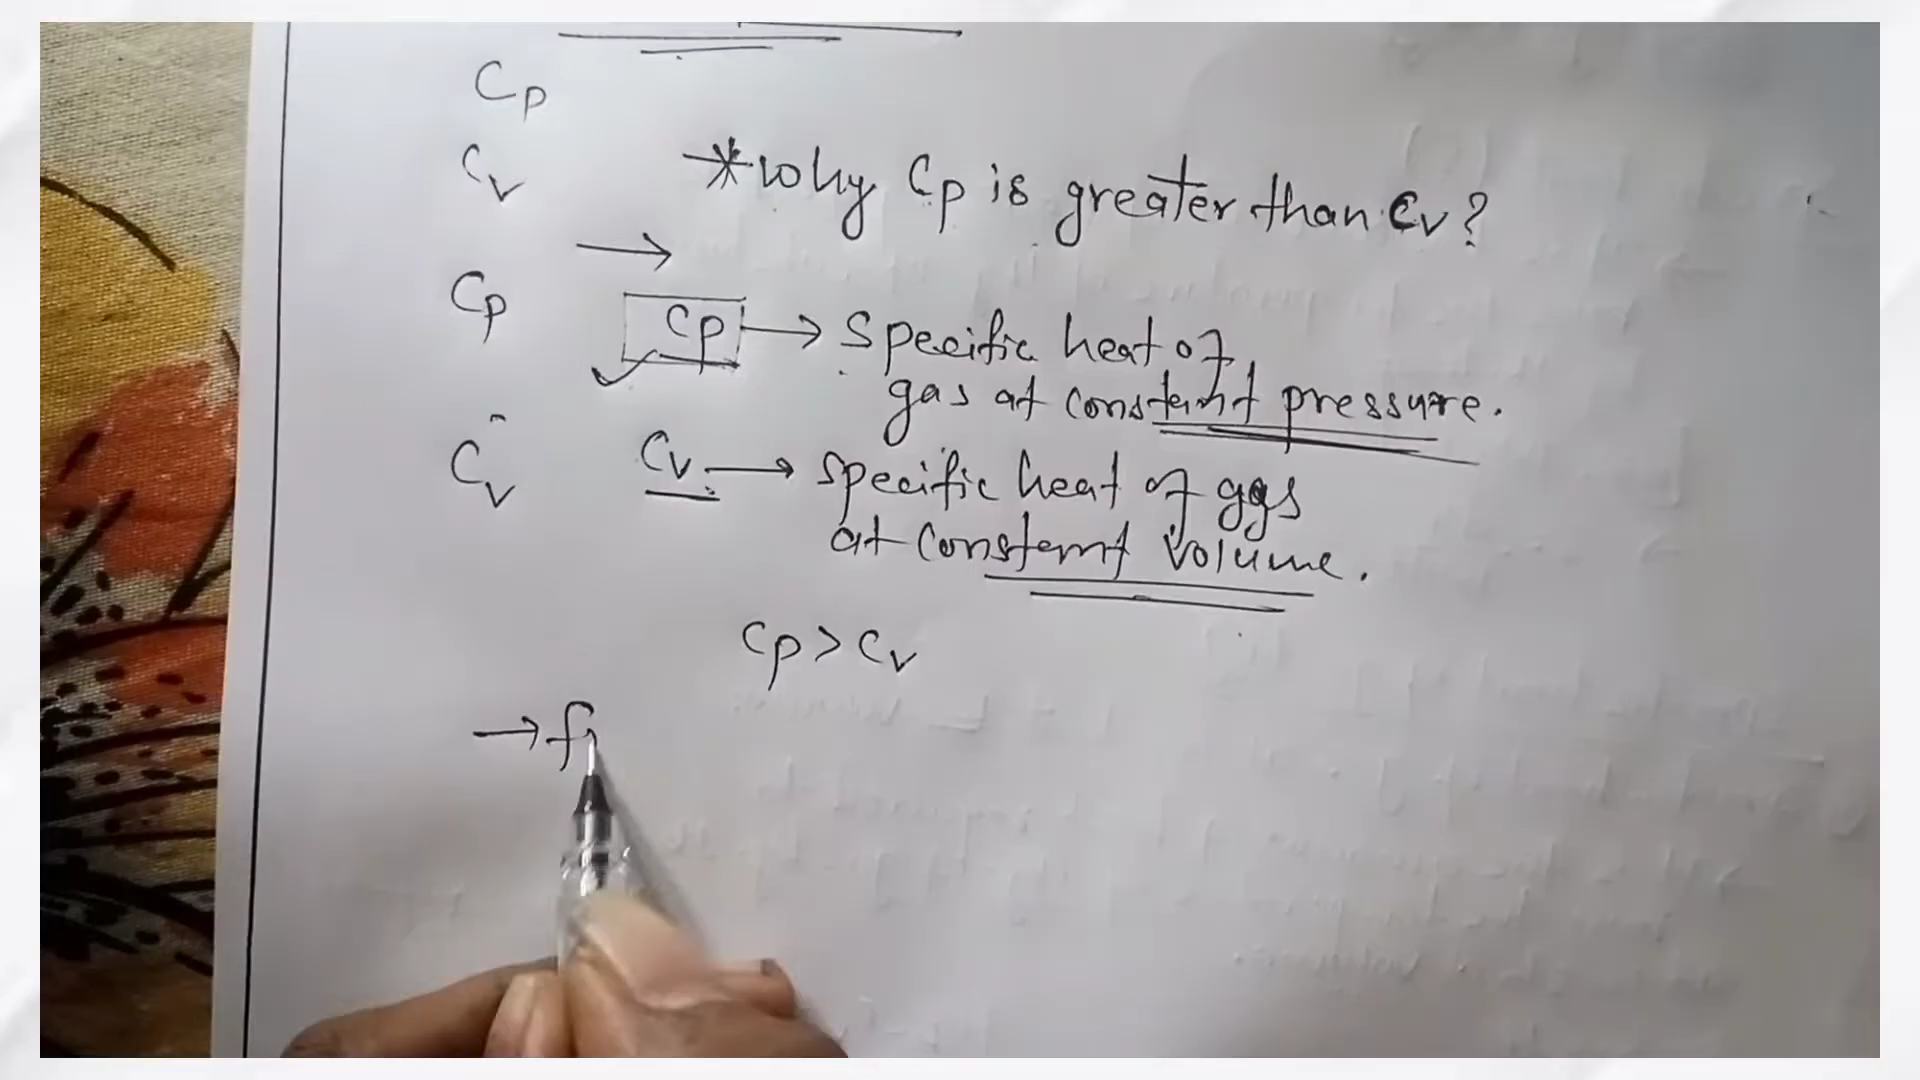 Cp
Cv
* Why Cp is greater than Cv?
→
Cp
Cp → Specific heat of
gas at constant pressure.
Cv
Cv → specific heat of gas
at constant volume.
Cp > Cv
→ fi